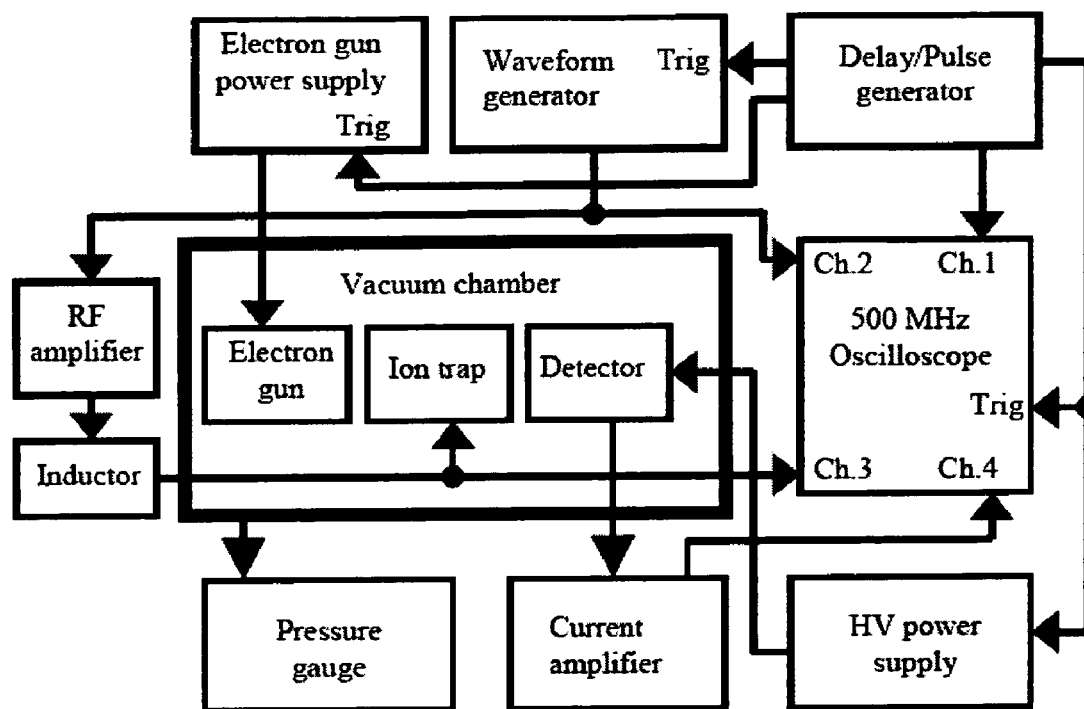 Electron gun
power supply
Trig
Waveform
generator
Trig
Delay/Pulse
generator
Vacuum chamber
Ch.2
Ch.1
500 MHz
Oscilloscope
Trig
Ch.3
Ch.4
RF
amplifier
Electron
gun
Ion trap
Detector
Inductor
Pressure
gauge
Current
amplifier
HV power
supply